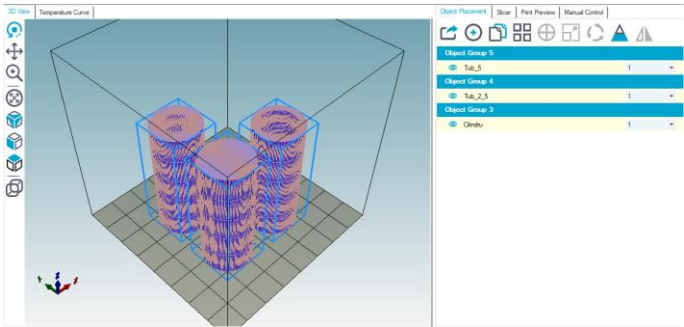 3D View Temperature Curve
Object Placement Slicer Print Preview Manual Control
Object Group 5
Tub_5 1
Object Group 4
Tub_2_5 1
Object Group 3
Cilindru 1